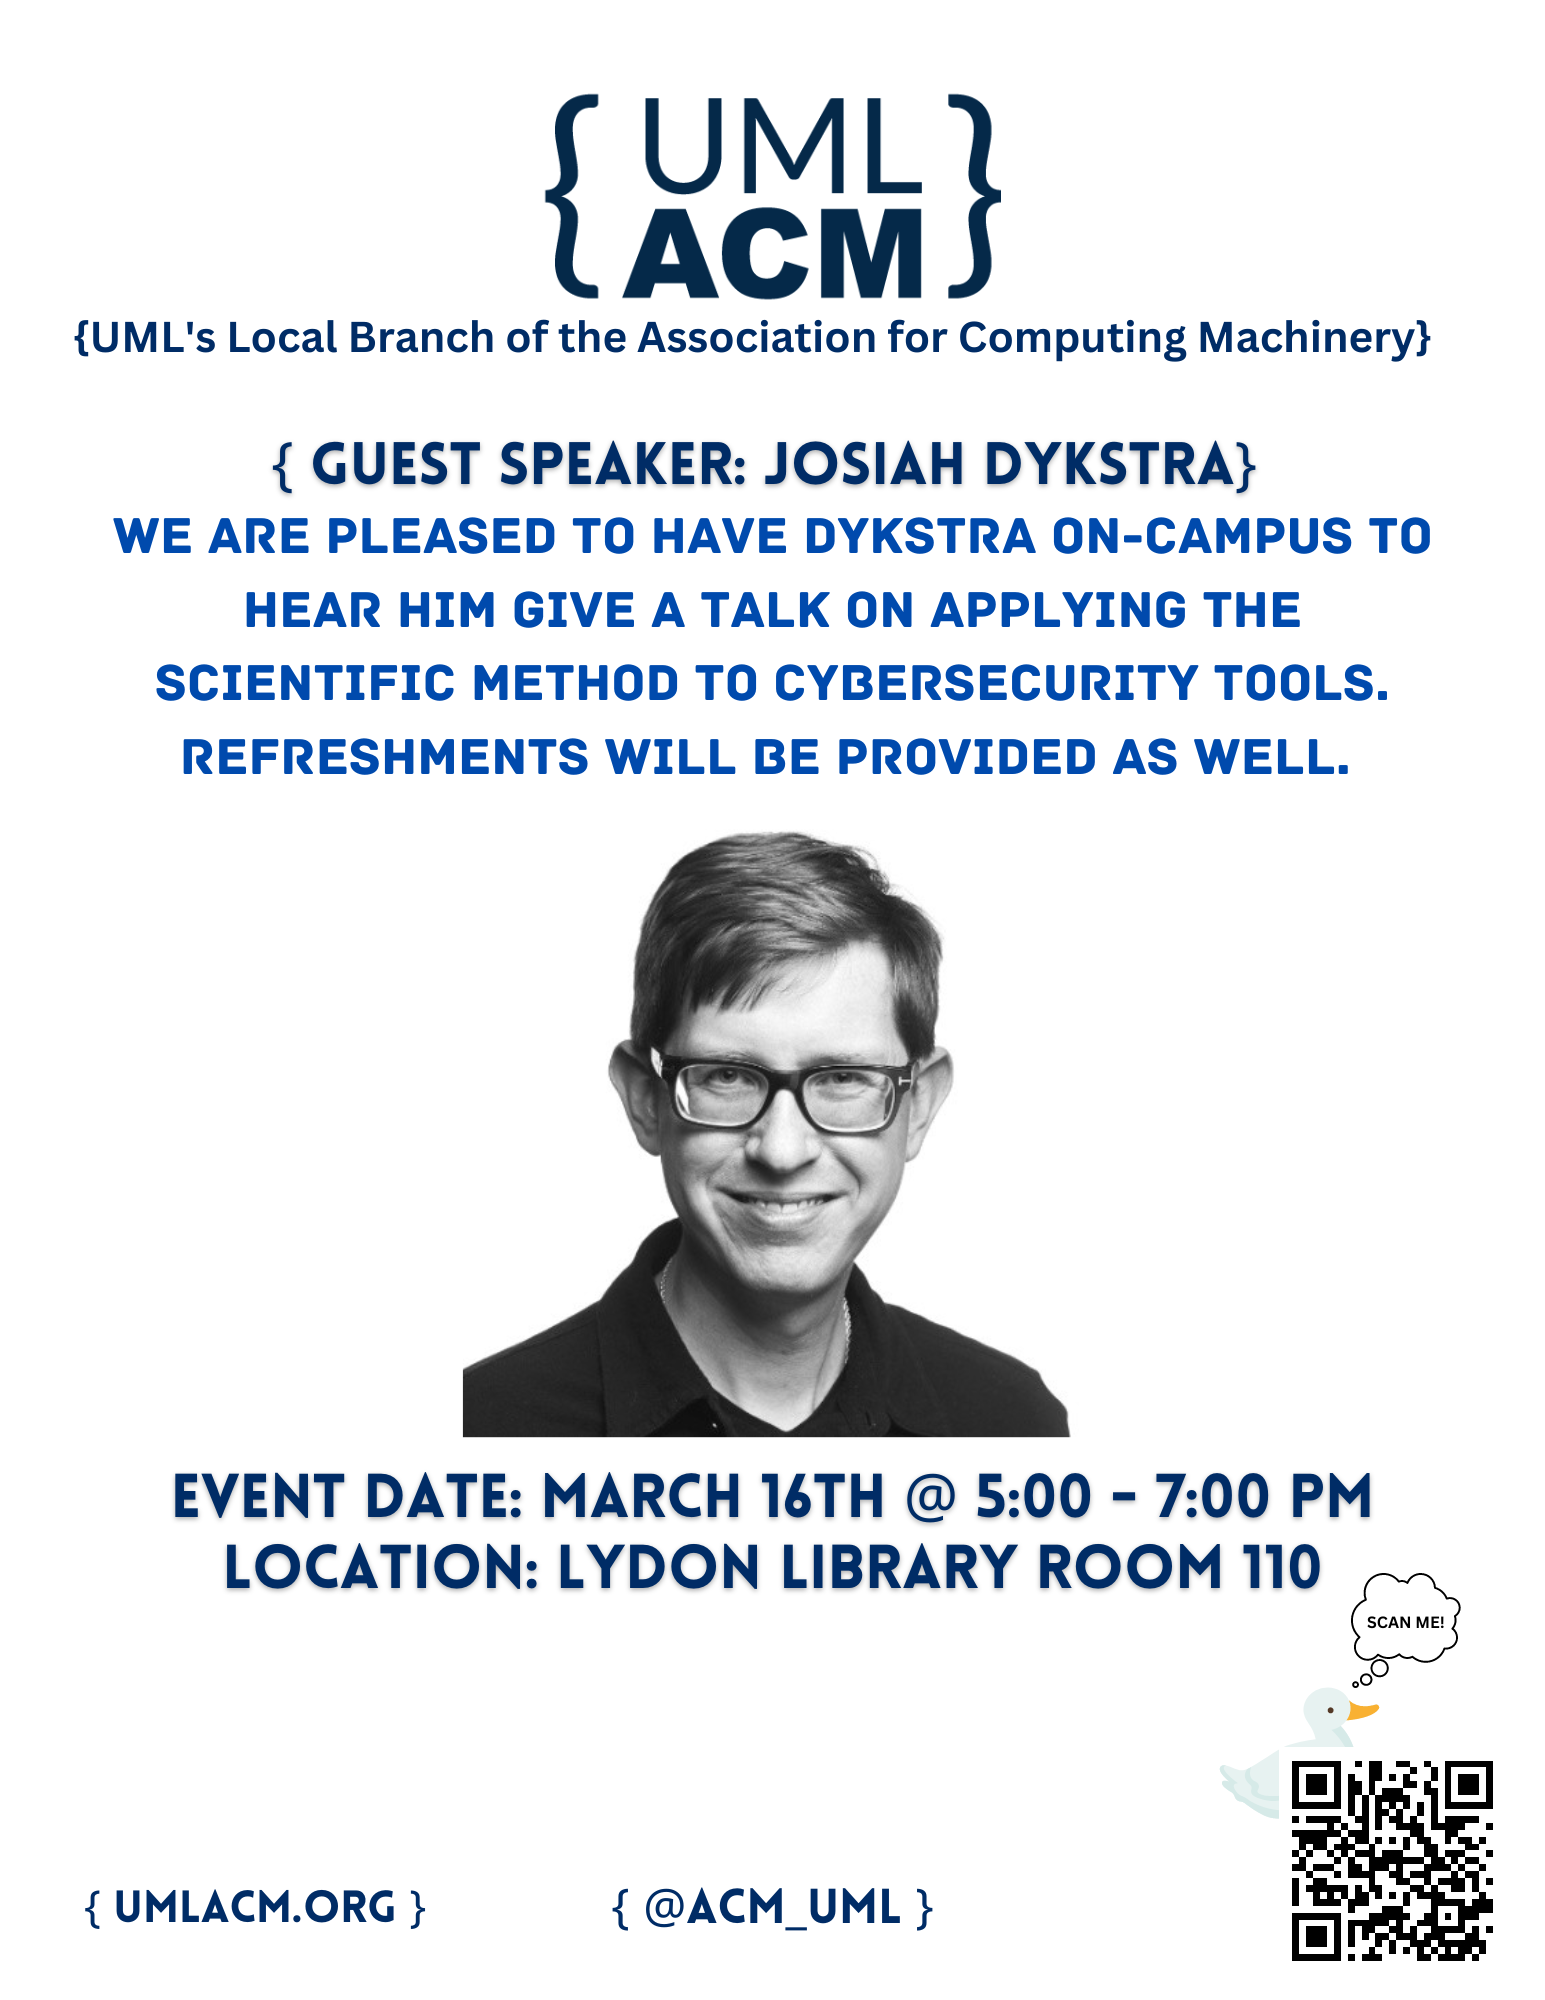 { UML
ACM }
{UML's Local Branch of the Association for Computing Machinery}
{ GUEST SPEAKER: JOSIAH DYKSTRA}
WE ARE PLEASED TO HAVE DYKSTRA ON-CAMPUS TO
HEAR HIM GIVE A TALK ON APPLYING THE
SCIENTIFIC METHOD TO CYBERSECURITY TOOLS.
REFRESHMENTS WILL BE PROVIDED AS WELL.
EVENT DATE: MARCH 16TH @ 5:00 - 7:00 PM
LOCATION: LYDON LIBRARY ROOM 110
SCAN ME!
{ UMLACM.ORG }
{ @ACM_UML }